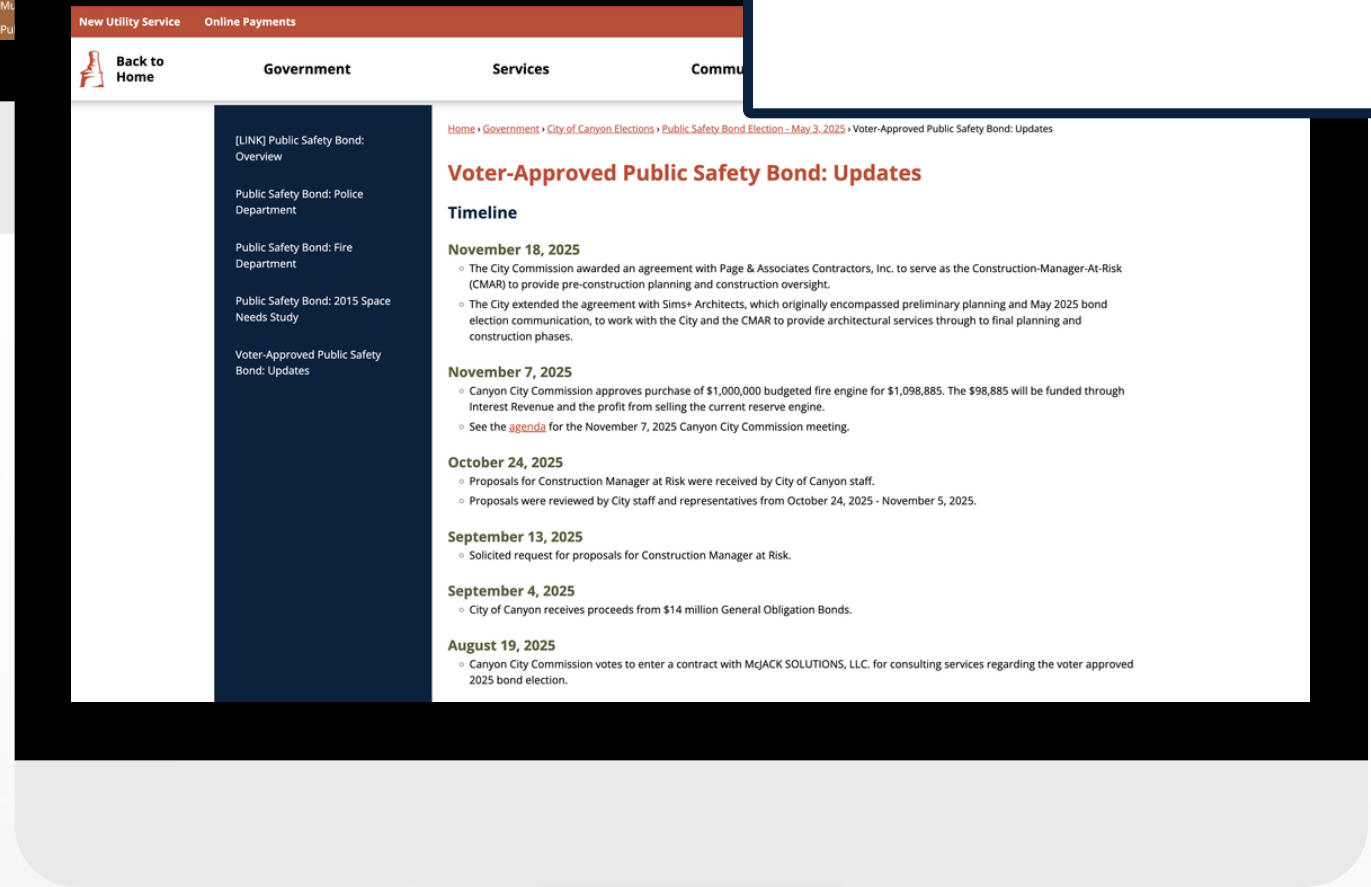 Mu
Pu
New Utility Service Online Payments
Back to
Home
Government Services Commu
[LINK] Public Safety Bond:
Overview
Public Safety Bond: Police
Department
Public Safety Bond: Fire
Department
Public Safety Bond: 2015 Space
Needs Study
Voter-Approved Public Safety
Bond: Updates
Home › Government › City of Canyon Elections › Public Safety Bond Election - May 3, 2025 › Voter-Approved Public Safety Bond: Updates
Voter-Approved Public Safety Bond: Updates
Timeline
November 18, 2025
The City Commission awarded an agreement with Page & Associates Contractors, Inc. to serve as the Construction-Manager-At-Risk
(CMAR) to provide pre-construction planning and construction oversight.
The City extended the agreement with Sims+ Architects, which originally encompassed preliminary planning and May 2025 bond
election communication, to work with the City and the CMAR to provide architectural services through to final planning and
construction phases.
November 7, 2025
Canyon City Commission approves purchase of $1,000,000 budgeted fire engine for $1,098,885. The $98,885 will be funded through
Interest Revenue and the profit from selling the current reserve engine.
See the agenda for the November 7, 2025 Canyon City Commission meeting.
October 24, 2025
Proposals for Construction Manager at Risk were received by City of Canyon staff.
Proposals were reviewed by City staff and representatives from October 24, 2025 - November 5, 2025.
September 13, 2025
Solicited request for proposals for Construction Manager at Risk.
September 4, 2025
City of Canyon receives proceeds from $14 million General Obligation Bonds.
August 19, 2025
Canyon City Commission votes to enter a contract with McJACK SOLUTIONS, LLC. for consulting services regarding the voter approved
2025 bond election.